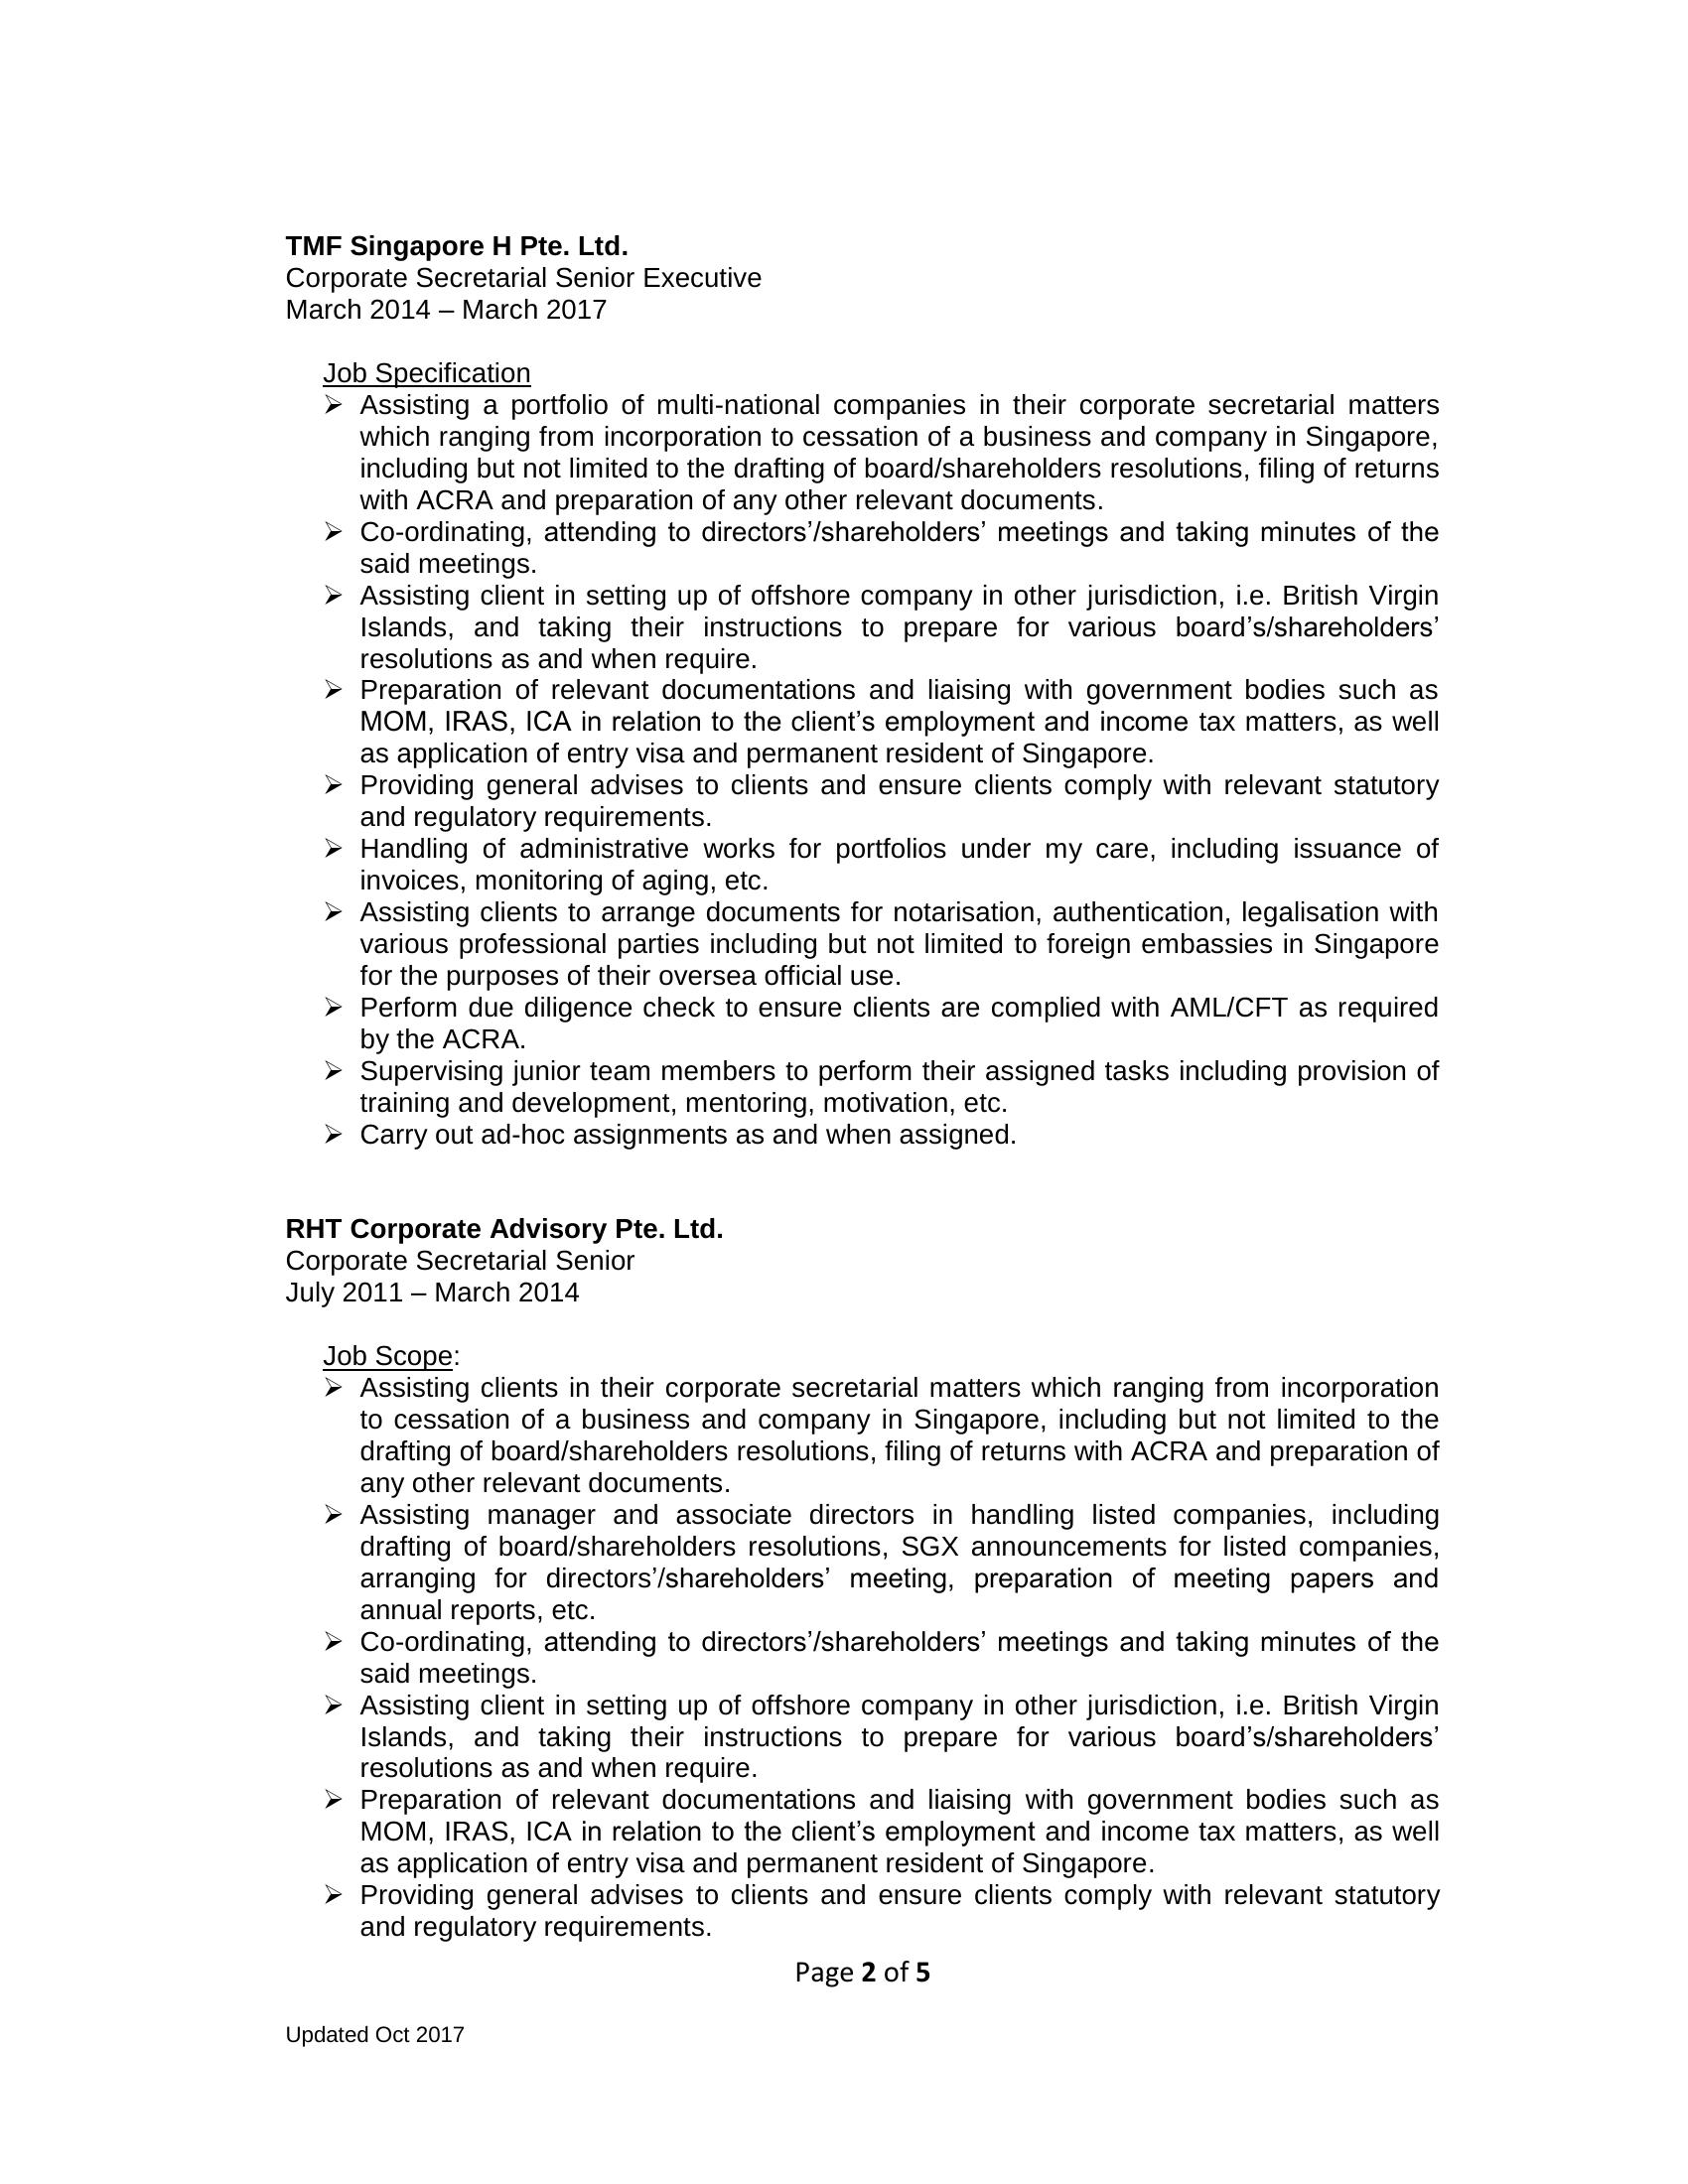 TMF Singapore H Pte. Ltd.
Corporate Secretarial Senior Executive
March 2014 – March 2017
Job Specification
➢ Assisting a portfolio of multi-national companies in their corporate secretarial matters
which ranging from incorporation to cessation of a business and company in Singapore,
including but not limited to the drafting of board/shareholders resolutions, filing of returns
with ACRA and preparation of any other relevant documents.
➢ Co-ordinating, attending to directors’/shareholders’ meetings and taking minutes of the
said meetings.
➢ Assisting client in setting up of offshore company in other jurisdiction, i.e. British Virgin
Islands, and taking their instructions to prepare for various board’s/shareholders’
resolutions as and when require.
➢ Preparation of relevant documentations and liaising with government bodies such as
MOM, IRAS, ICA in relation to the client’s employment and income tax matters, as well
as application of entry visa and permanent resident of Singapore.
➢ Providing general advises to clients and ensure clients comply with relevant statutory
and regulatory requirements.
➢ Handling of administrative works for portfolios under my care, including issuance of
invoices, monitoring of aging, etc.
➢ Assisting clients to arrange documents for notarisation, authentication, legalisation with
various professional parties including but not limited to foreign embassies in Singapore
for the purposes of their oversea official use.
➢ Perform due diligence check to ensure clients are complied with AML/CFT as required
by the ACRA.
➢ Supervising junior team members to perform their assigned tasks including provision of
training and development, mentoring, motivation, etc.
➢ Carry out ad-hoc assignments as and when assigned.
RHT Corporate Advisory Pte. Ltd.
Corporate Secretarial Senior
July 2011 – March 2014
Job Scope:
➢ Assisting clients in their corporate secretarial matters which ranging from incorporation
to cessation of a business and company in Singapore, including but not limited to the
drafting of board/shareholders resolutions, filing of returns with ACRA and preparation of
any other relevant documents.
➢ Assisting manager and associate directors in handling listed companies, including
drafting of board/shareholders resolutions, SGX announcements for listed companies,
arranging for directors’/shareholders’ meeting, preparation of meeting papers and
annual reports, etc.
➢ Co-ordinating, attending to directors’/shareholders’ meetings and taking minutes of the
said meetings.
➢ Assisting client in setting up of offshore company in other jurisdiction, i.e. British Virgin
Islands, and taking their instructions to prepare for various board’s/shareholders’
resolutions as and when require.
➢ Preparation of relevant documentations and liaising with government bodies such as
MOM, IRAS, ICA in relation to the client’s employment and income tax matters, as well
as application of entry visa and permanent resident of Singapore.
➢ Providing general advises to clients and ensure clients comply with relevant statutory
and regulatory requirements.
Page 2 of 5
Updated Oct 2017